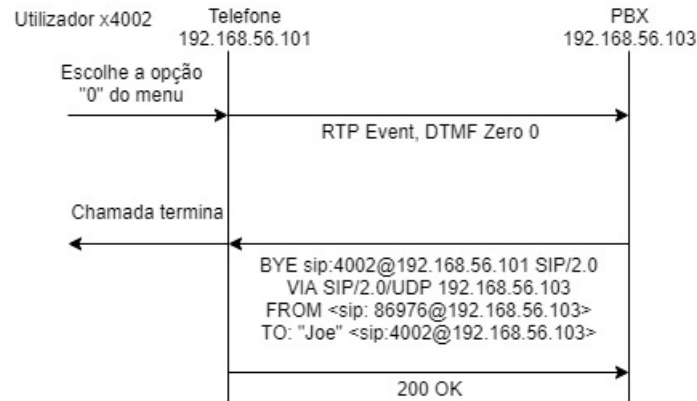 Utilizador x4002
Telefone
192.168.56.101
PBX
192.168.56.103
Escolhe a opção
"0" do menu
RTP Event, DTMF Zero 0
Chamada termina
BYE sip:4002@192.168.56.101 SIP/2.0
VIA SIP/2.0/UDP 192.168.56.103
FROM <sip: 86976@192.168.56.103>
TO: "Joe" <sip:4002@192.168.56.103>
200 OK